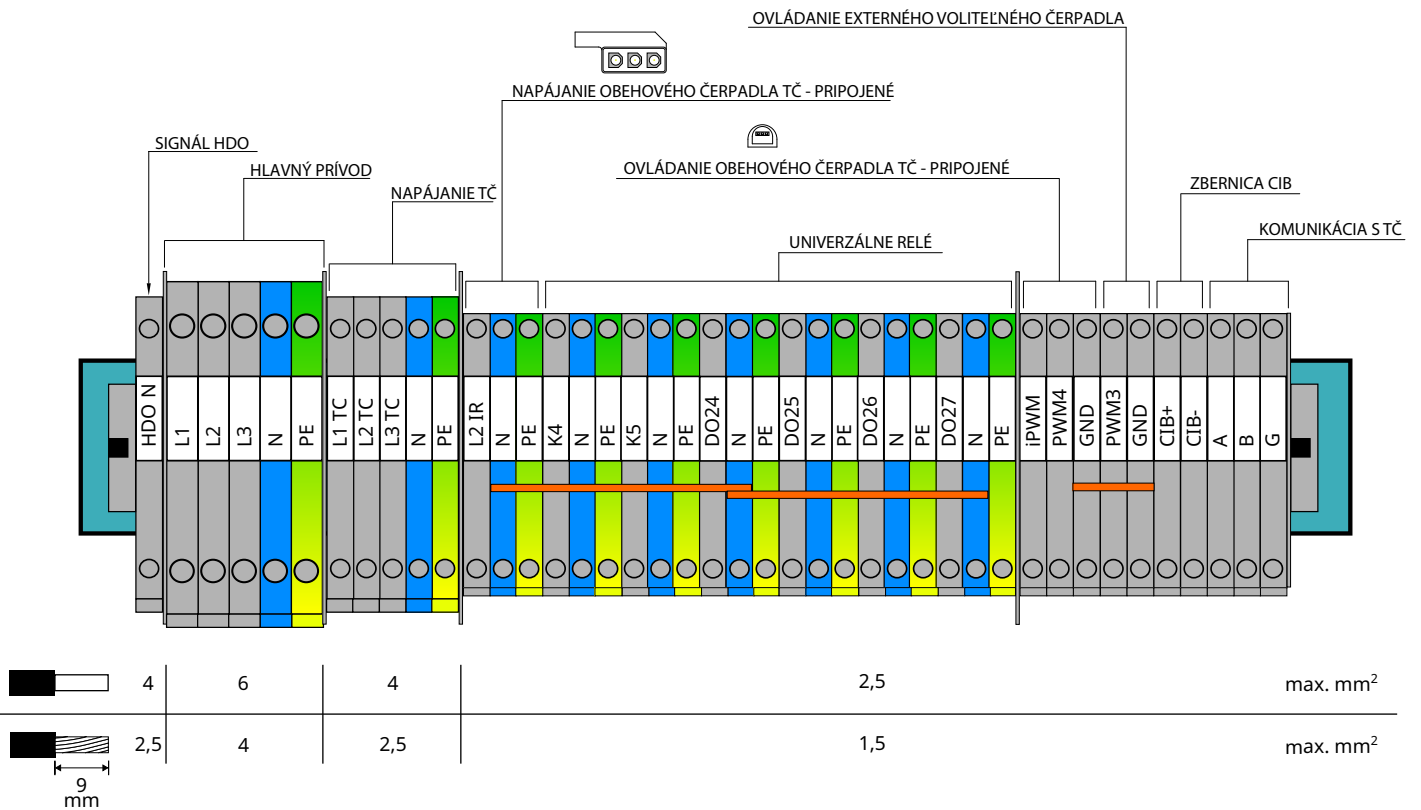 OVLÁDANIE EXTERNÉHO VOLITEĽNÉHO ČERPADLA
NAPÁJANIE OBEHOVÉHO ČERPADLA TČ - PRIPOJENÉ
SIGNÁL HDO
HLAVNÝ PRÍVOD
OVLÁDANIE OBEHOVÉHO ČERPADLA TČ - PRIPOJENÉ
NAPÁJANIE TČ
ZBERNICA CIB
UNIVERZÁLNE RELÉ
KOMUNIKÁCIA S TČ
HDO N
L1
L2
L3
N
PE
L1 TC
L2 TC
L3 TC
N
PE
L2 IR
N
PE
K4
N
PE
K5
N
PE
DO24
N
PE
DO25
N
PE
DO26
N
PE
DO27
N
PE
iPWM
PWM4
GND
PWM3
GND
CIB+
CIB-
A
B
G
4 6 4 2,5 max. mm²
2,5 4 2,5 1,5 max. mm²
9
mm